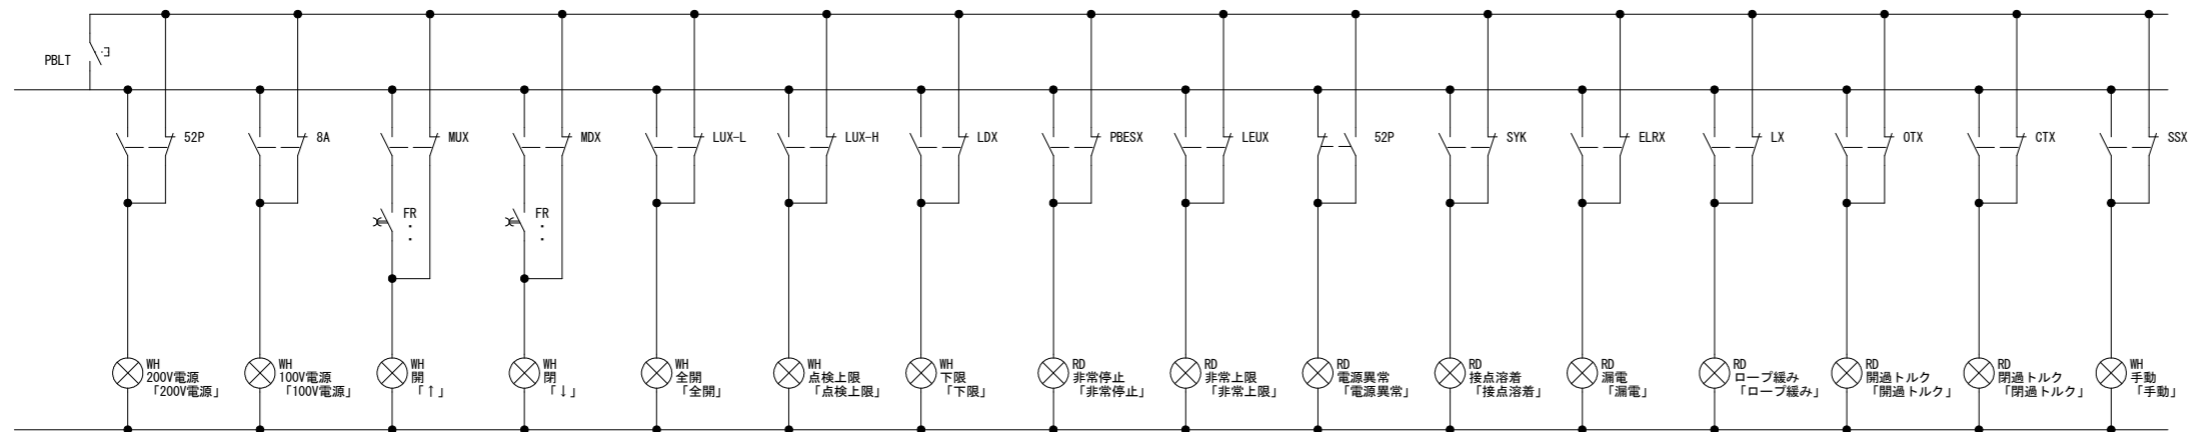 PBLT
52P
8A
MUX
MDX
LUX-L
LUX-H
LDX
PBESX
LEUX
52P
SYK
ELRX
LX
OTX
CTX
SSX
FR
FR
WH
200V電源
「200V電源」
WH
100V電源
「100V電源」
WH
開
「↑」
WH
閉
「↓」
WH
全開
「全開」
WH
点検上限
「点検上限」
WH
下限
「下限」
RD
非常停止
「非常停止」
RD
非常上限
「非常上限」
RD
電源異常
「電源異常」
RD
接点溶着
「接点溶着」
RD
漏電
「漏電」
RD
ロープ緩み
「ロープ緩み」
RD
開過トルク
「開過トルク」
RD
閉過トルク
「閉過トルク」
WH
手動
「手動」